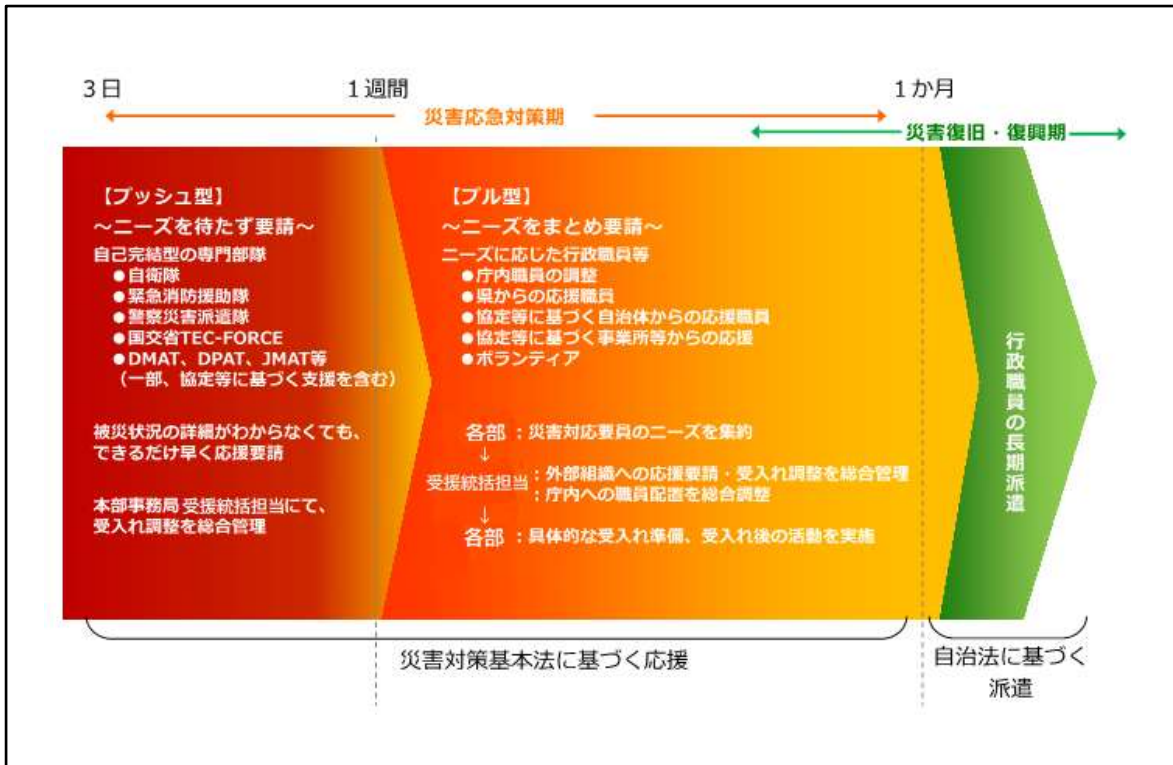 3日
1週間
1か月
災害応急対策期
災害復旧・復興期
【プッシュ型】
～ニーズを待たず要請～
自己完結型の専門部隊
●自衛隊
●緊急消防援助隊
●警察災害派遣隊
●国交省TEC-FORCE
●DMAT、DPAT、JMAT等
（一部、協定等に基づく支援を含む）
被災状況の詳細がわからなくても、
できるだけ早く応援要請
本部事務局 受援統括担当にて、
受入れ調整を総合管理
【プル型】
～ニーズをまとめ要請～
ニーズに応じた行政職員等
●庁内職員の調整
●県からの応援職員
●協定等に基づく自治体からの応援職員
●協定等に基づく事業所等からの応援
●ボランティア
各部：災害対応要員のニーズを集約
↓
受援統括担当：外部組織への応援要請・受入れ調整を総合管理
：庁内への職員配置を総合調整
↓
各部：具体的な受入れ準備、受入れ後の活動を実施
行政職員の長期派遣
災害対策基本法に基づく応援
自治法に基づく
派遣